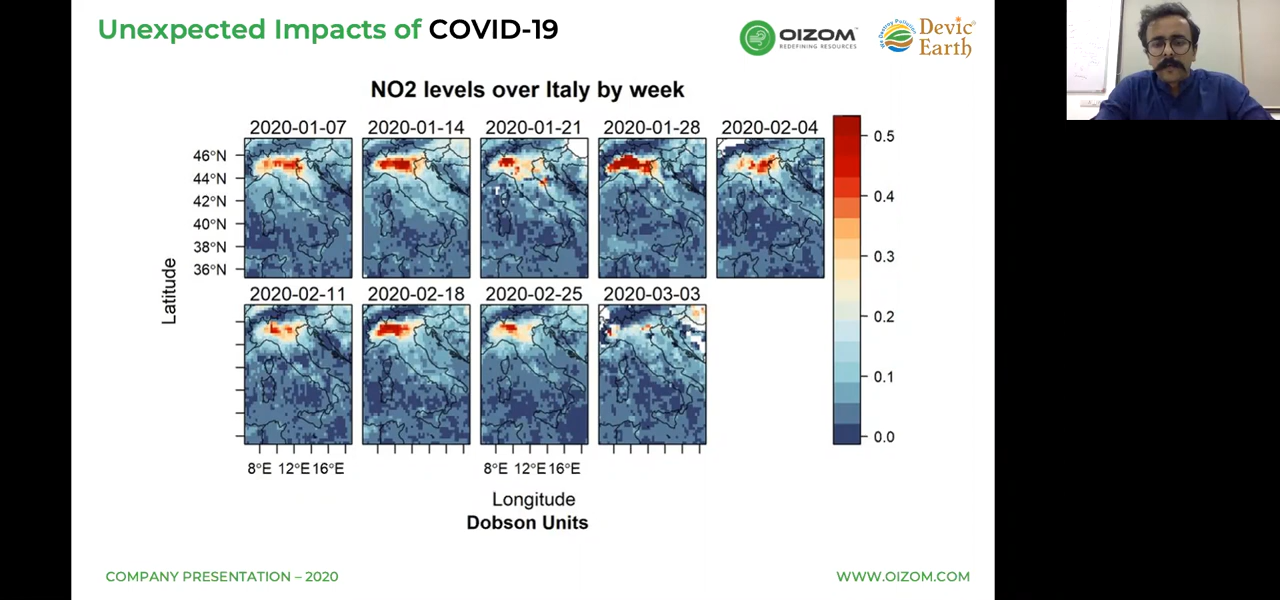 Unexpected Impacts of COVID-19
OIZOM™
REDEFINING RESOURCES
We Destroy Pollution
Devic
Earth
NO2 levels over Italy by week
2020-01-07 2020-01-14 2020-01-21 2020-01-28 2020-02-04
46°N
44°N
42°N
40°N
38°N
36°N
0.5
0.4
0.3
0.2
0.1
0.0
Latitude
2020-02-11 2020-02-18 2020-02-25 2020-03-03
8°E 12°E 16°E 8°E 12°E 16°E
Longitude
Dobson Units
COMPANY PRESENTATION – 2020
WWW.OIZOM.COM